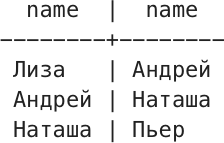 name  |  name
--------+--------
 Лиза   | Андрей
 Андрей | Наташа
 Наташа | Пьер